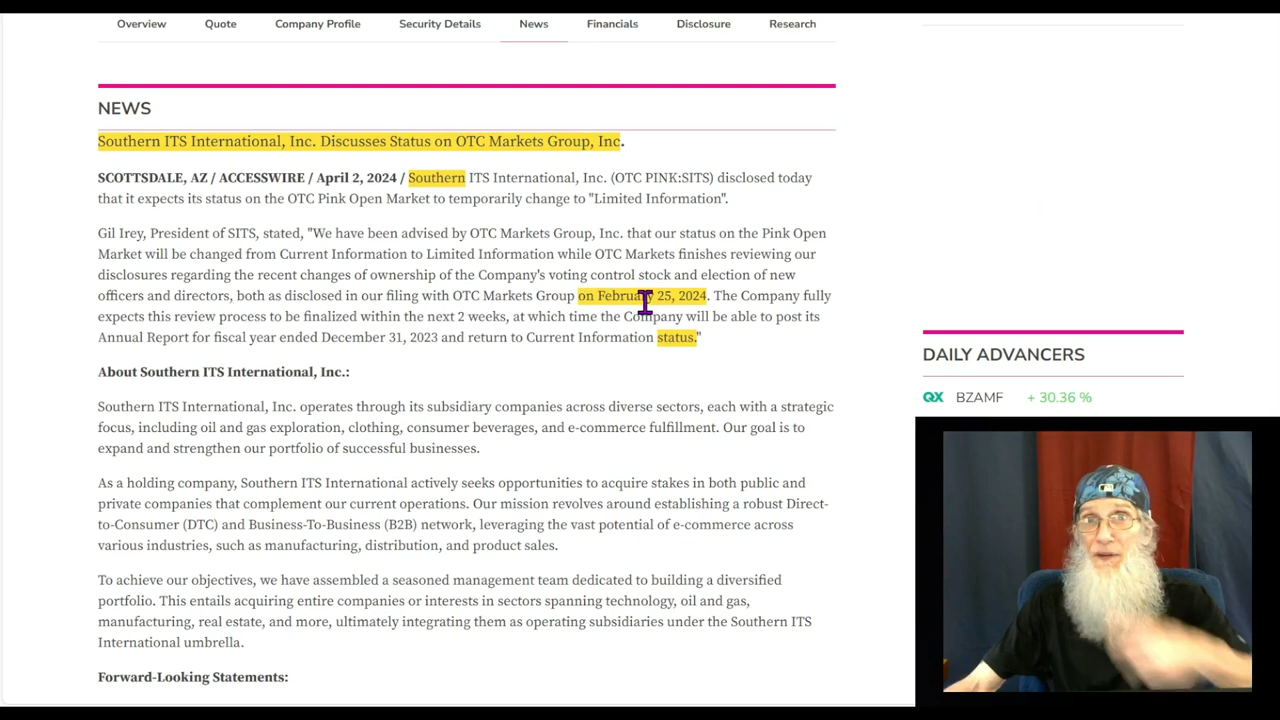 Overview Quote Company Profile Security Details News Financials Disclosure Research
NEWS
Southern ITS International, Inc. Discusses Status on OTC Markets Group, Inc.
SCOTTSDALE, AZ / ACCESSWIRE / April 2, 2024 / Southern ITS International, Inc. (OTC PINK:SITS) disclosed today
that it expects its status on the OTC Pink Open Market to temporarily change to "Limited Information".
Gil Irey, President of SITS, stated, "We have been advised by OTC Markets Group, Inc. that our status on the Pink Open
Market will be changed from Current Information to Limited Information while OTC Markets finishes reviewing our
disclosures regarding the recent changes of ownership of the Company's voting control stock and election of new
officers and directors, both as disclosed in our filing with OTC Markets Group on February 25, 2024. The Company fully
expects this review process to be finalized within the next 2 weeks, at which time the Company will be able to post its
Annual Report for fiscal year ended December 31, 2023 and return to Current Information status."
About Southern ITS International, Inc.:
Southern ITS International, Inc. operates through its subsidiary companies across diverse sectors, each with a strategic
focus, including oil and gas exploration, clothing, consumer beverages, and e-commerce fulfillment. Our goal is to
expand and strengthen our portfolio of successful businesses.
As a holding company, Southern ITS International actively seeks opportunities to acquire stakes in both public and
private companies that complement our current operations. Our mission revolves around establishing a robust Direct-
to-Consumer (DTC) and Business-To-Business (B2B) network, leveraging the vast potential of e-commerce across
various industries, such as manufacturing, distribution, and product sales.
To achieve our objectives, we have assembled a seasoned management team dedicated to building a diversified
portfolio. This entails acquiring entire companies or interests in sectors spanning technology, oil and gas,
manufacturing, real estate, and more, ultimately integrating them as operating subsidiaries under the Southern ITS
International umbrella.
Forward-Looking Statements:
DAILY ADVANCERS
QX BZAMF + 30.36 %